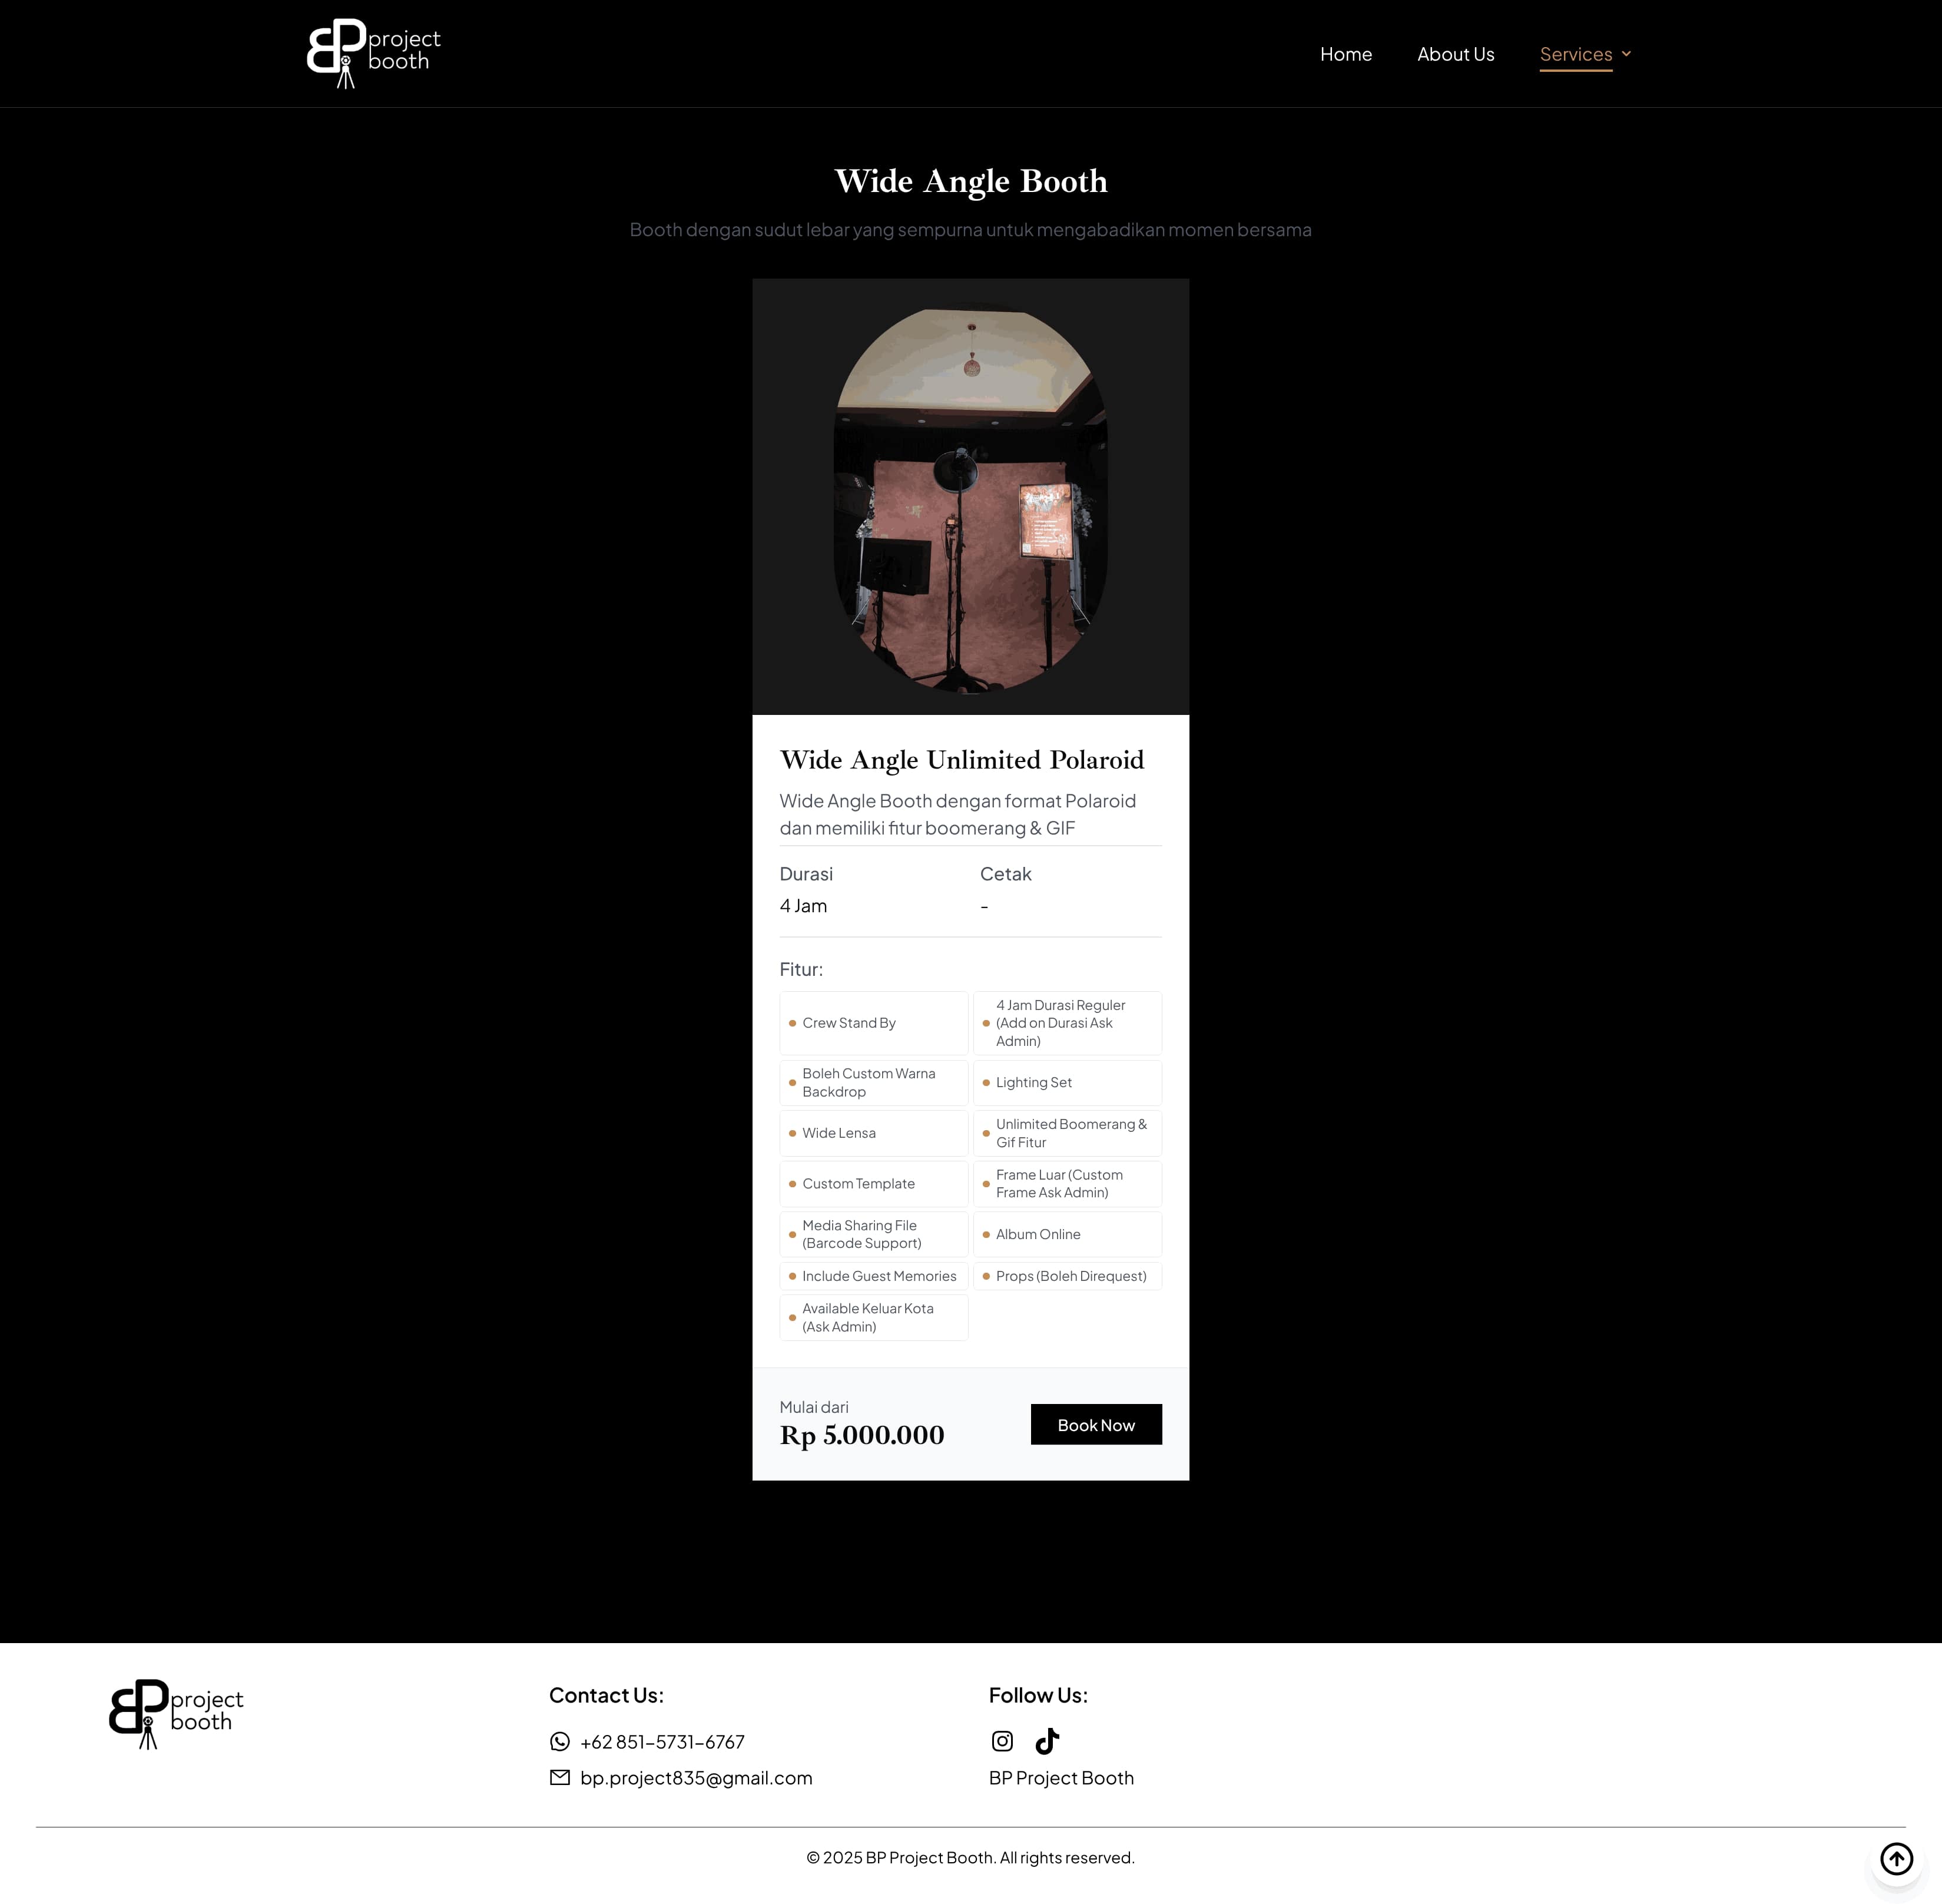 BP project
booth
Home
About Us
Services
Wide Angle Booth
Booth dengan sudut lebar yang sempurna untuk mengabadikan momen bersama
Wide Angle Unlimited Polaroid
Wide Angle Booth dengan format Polaroid
dan memiliki fitur boomerang & GIF
Durasi
Cetak
4 Jam
-
Fitur:
Crew Stand By
4 Jam Durasi Reguler
(Add on Durasi Ask
Admin)
Boleh Custom Warna
Backdrop
Lighting Set
Wide Lensa
Unlimited Boomerang &
Gif Fitur
Custom Template
Frame Luar (Custom
Frame Ask Admin)
Media Sharing File
(Barcode Support)
Album Online
Include Guest Memories
Props (Boleh Direquest)
Available Keluar Kota
(Ask Admin)
Mulai dari
Rp 5.000.000
Book Now
BP project
booth
Contact Us:
+62 851-5731-6767
bp.project835@gmail.com
Follow Us:
BP Project Booth
© 2025 BP Project Booth. All rights reserved.